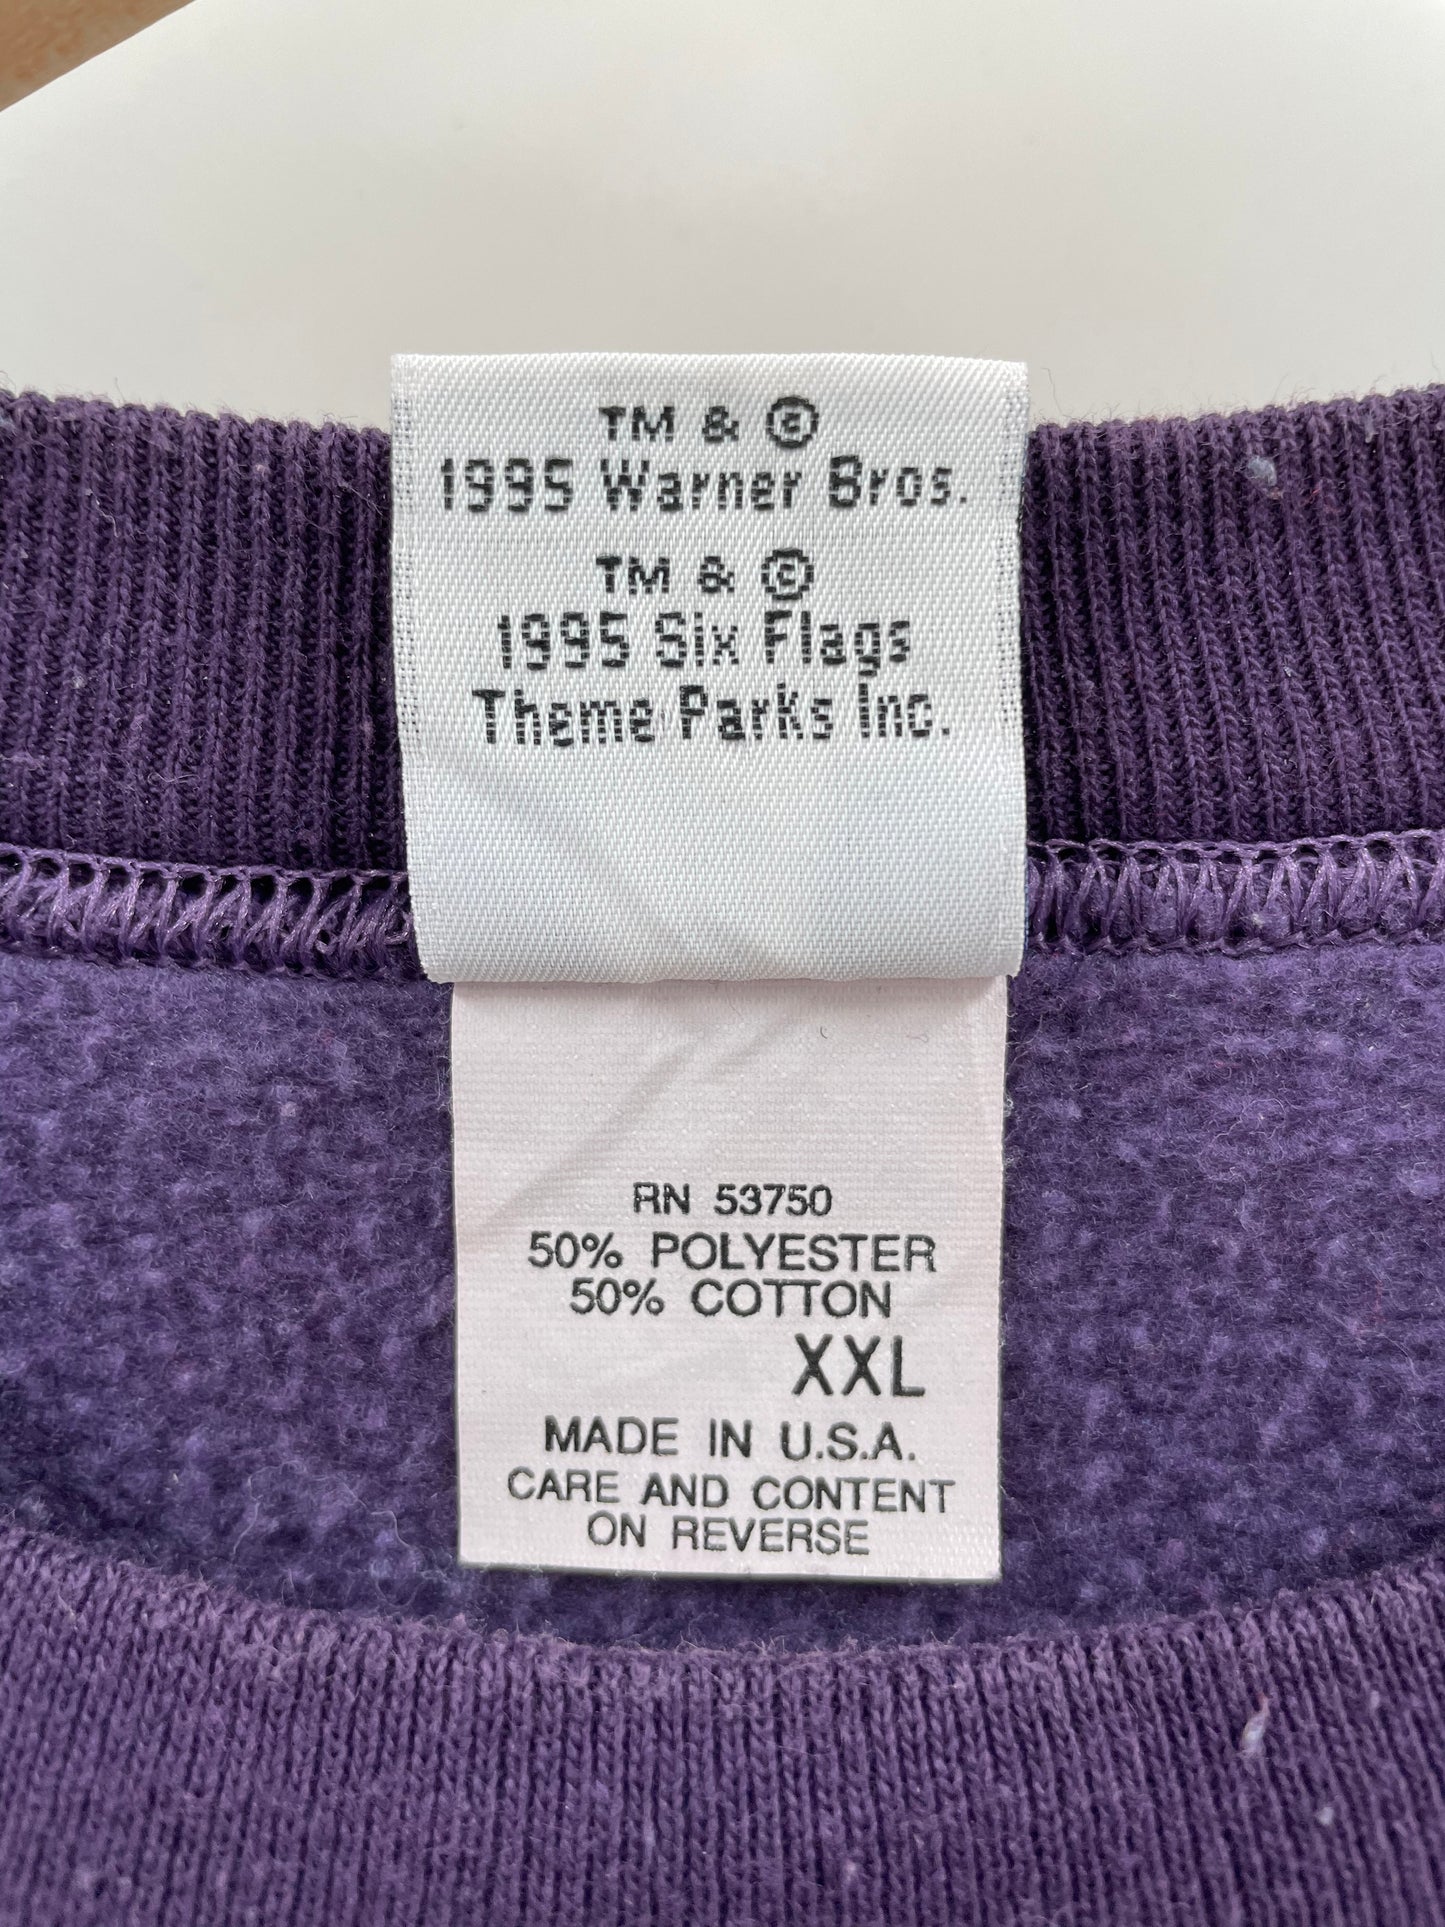 TM & ©
1995 Warner Bros.
TM & ©
1995 Six Flags
Theme Parks Inc.
RN 53750
50% POLYESTER
50% COTTON
XXL
MADE IN U.S.A.
CARE AND CONTENT
ON REVERSE